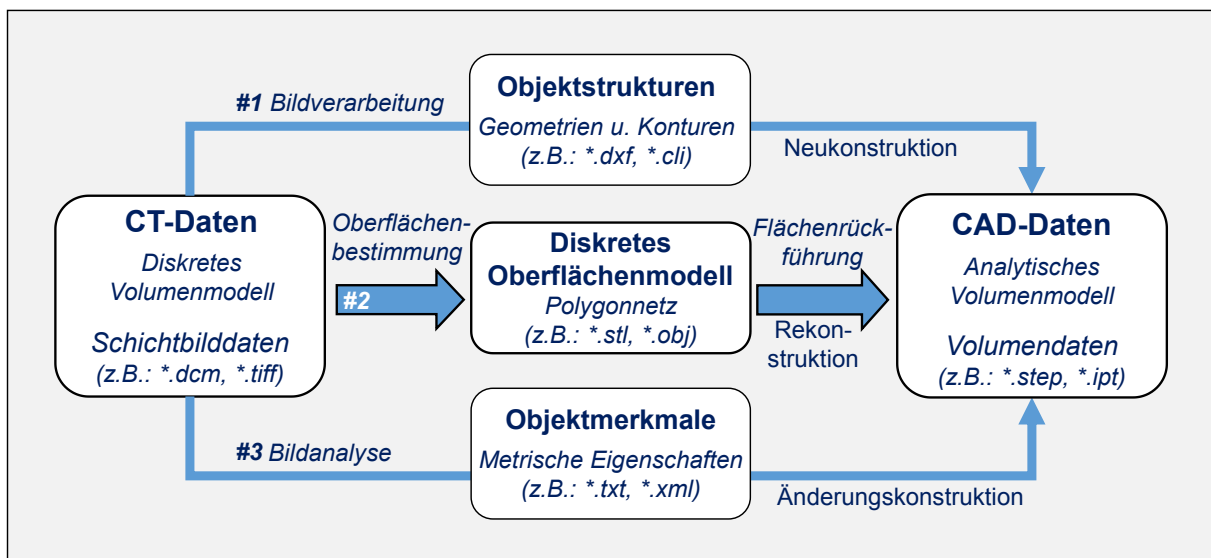 #1 Bildverarbeitung
Objektstrukturen
Geometrien u. Konturen
(z.B.: *.dxf, *.cli)
Neukonstruktion
CT-Daten
Diskretes
Volumenmodell
Schichtbilddaten
(z.B.: *.dcm, *.tiff)
Oberflächen-
bestimmung
#2
Diskretes
Oberflächenmodell
Polygonnetz
(z.B.: *.stl, *.obj)
Flächenrück-
führung
Rekon-
struktion
CAD-Daten
Analytisches
Volumenmodell
Volumendaten
(z.B.: *.step, *.ipt)
#3 Bildanalyse
Objektmerkmale
Metrische Eigenschaften
(z.B.: *.txt, *.xml)
Änderungskonstruktion